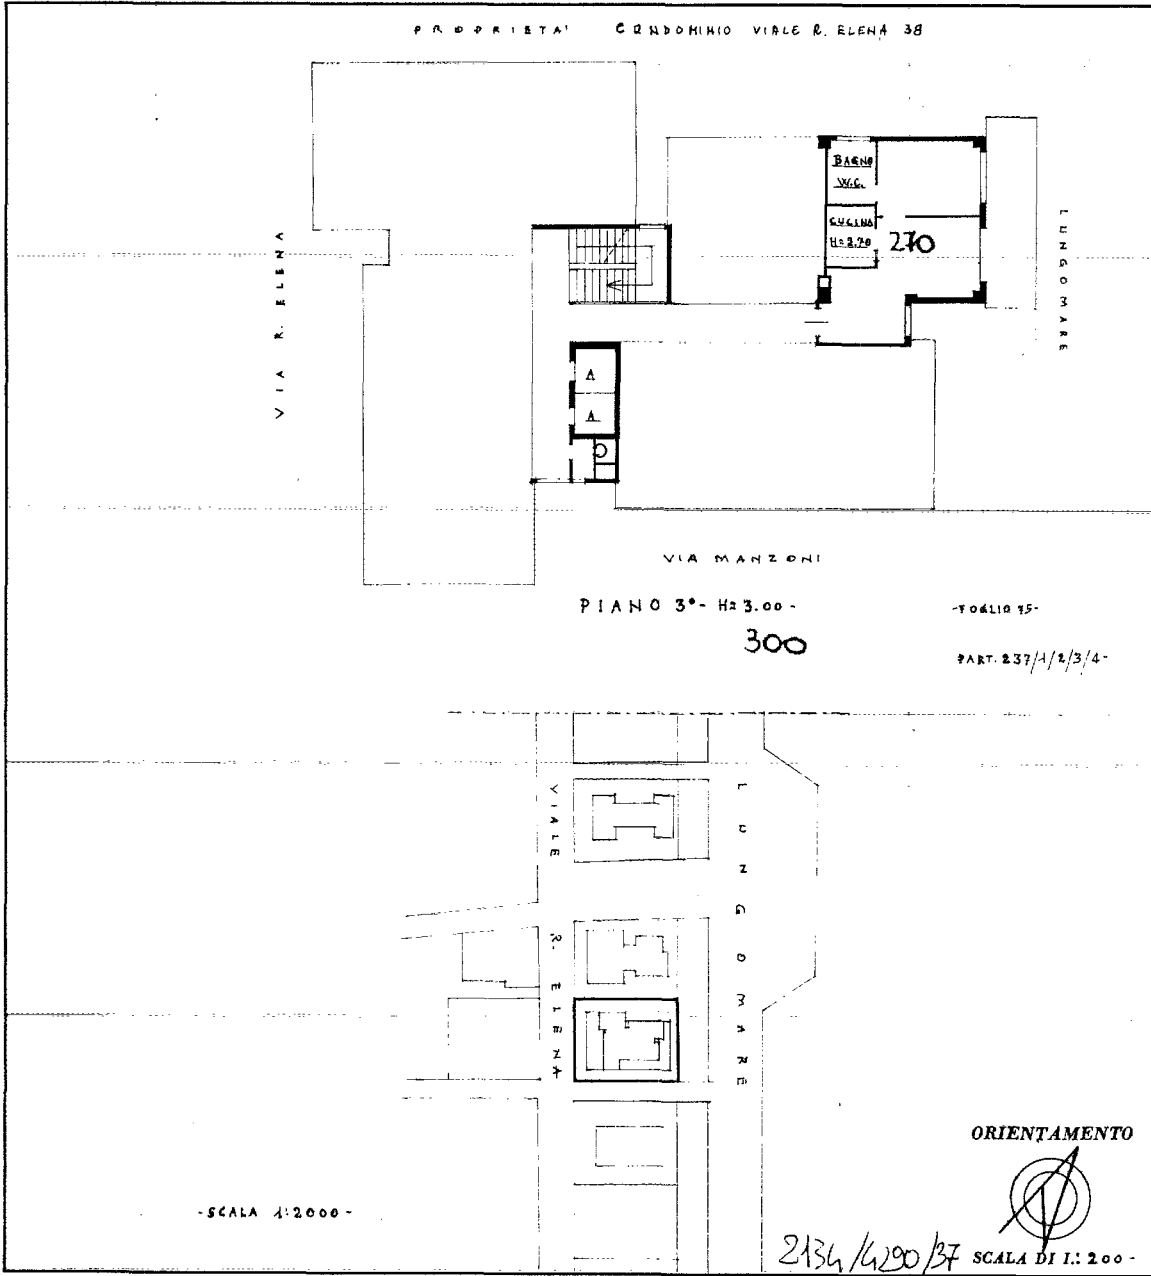 PROPRIETA' CONDOMINIO VIALE R. ELENA 38
BAGNO
W.C.
CUCINA
H=2.70
270
VIA R. ELENA
LUNGOMARE
A
A
VIA MANZONI
PIANO 3°- H=3.00-
300
-FOGLIO 75-
PART. 237/1/2/3/4-
VIALE R. ELENA
LUNGOMARE
-SCALA 1:2000-
ORIENTAMENTO
2134/4290/37
SCALA DI 1.: 200-